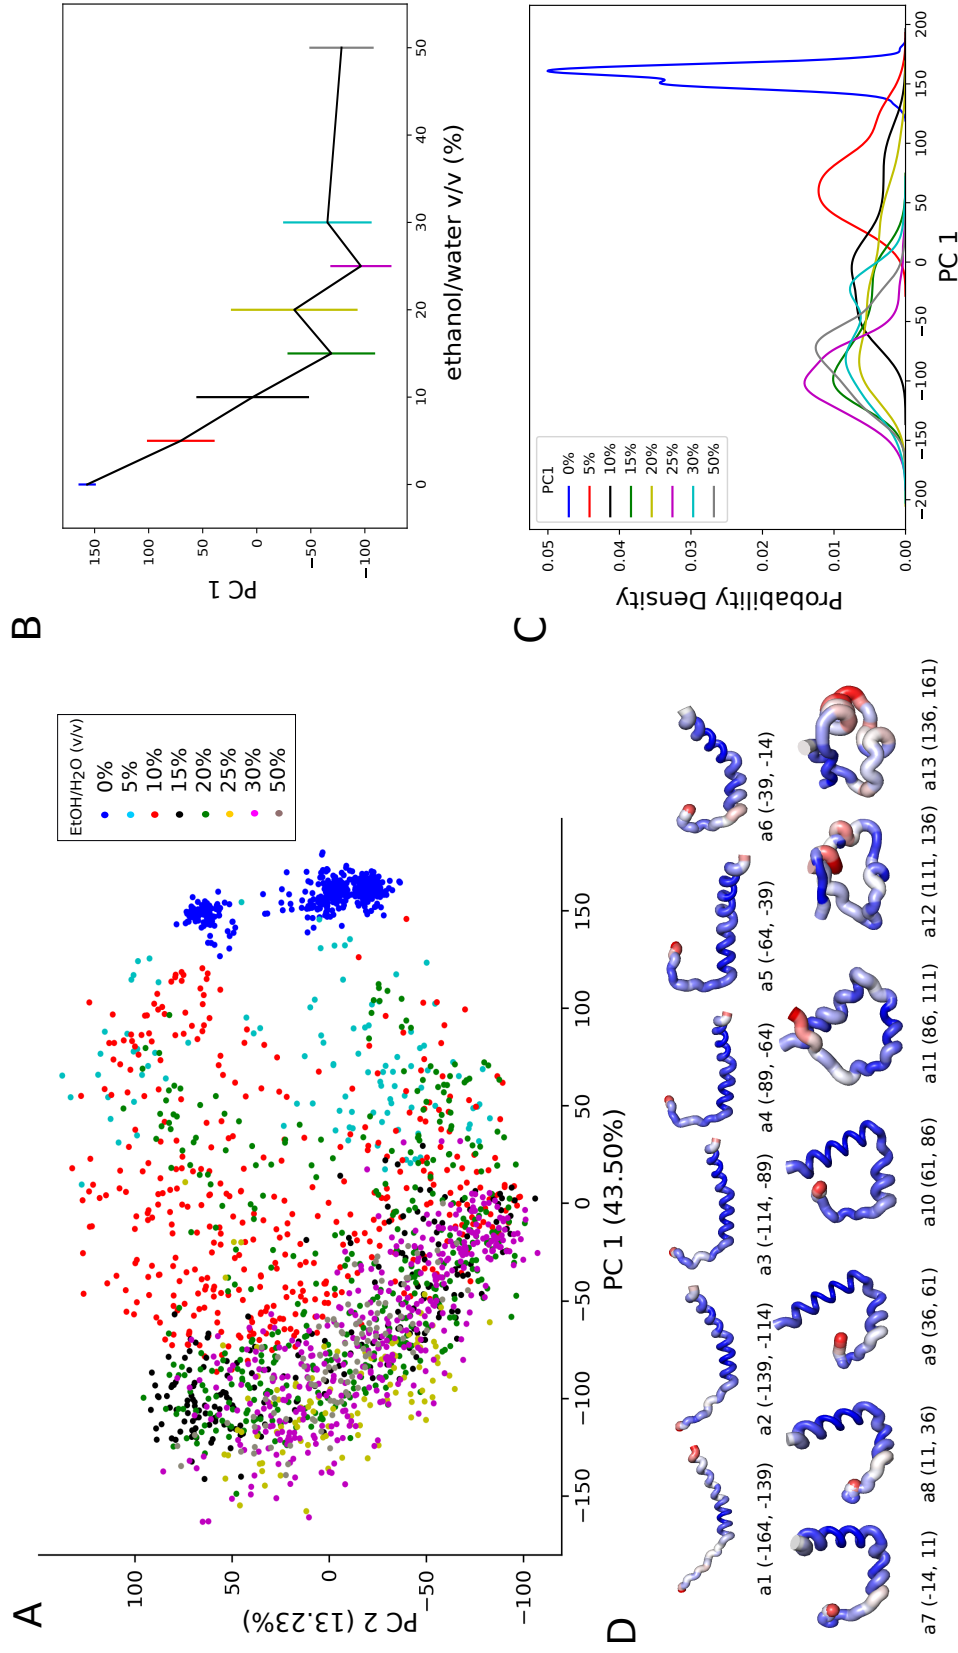 A
100
50
0
−50
−100
PC 2 (13.23%)
−150
−100
−50
0
50
100
150
PC 1 (43.50%)
EtOH/H2O (v/v)
0%
5%
10%
15%
20%
25%
30%
50%
B
150
100
50
0
−50
−100
PC 1
0
10
20
30
40
50
ethanol/water v/v (%)
C
0.05
0.04
0.03
0.02
0.01
0.00
Probability Density
−200
−150
−100
−50
0
50
100
150
200
PC 1
PC1
0%
5%
10%
15%
20%
25%
30%
50%
D
a1 (-164, -139)
a2 (-139, -114)
a3 (-114, -89)
a4 (-89, -64)
a5 (-64, -39)
a6 (-39, -14)
a7 (-14, 11)
a8 (11, 36)
a9 (36, 61)
a10 (61, 86)
a11 (86, 111)
a12 (111, 136)
a13 (136, 161)